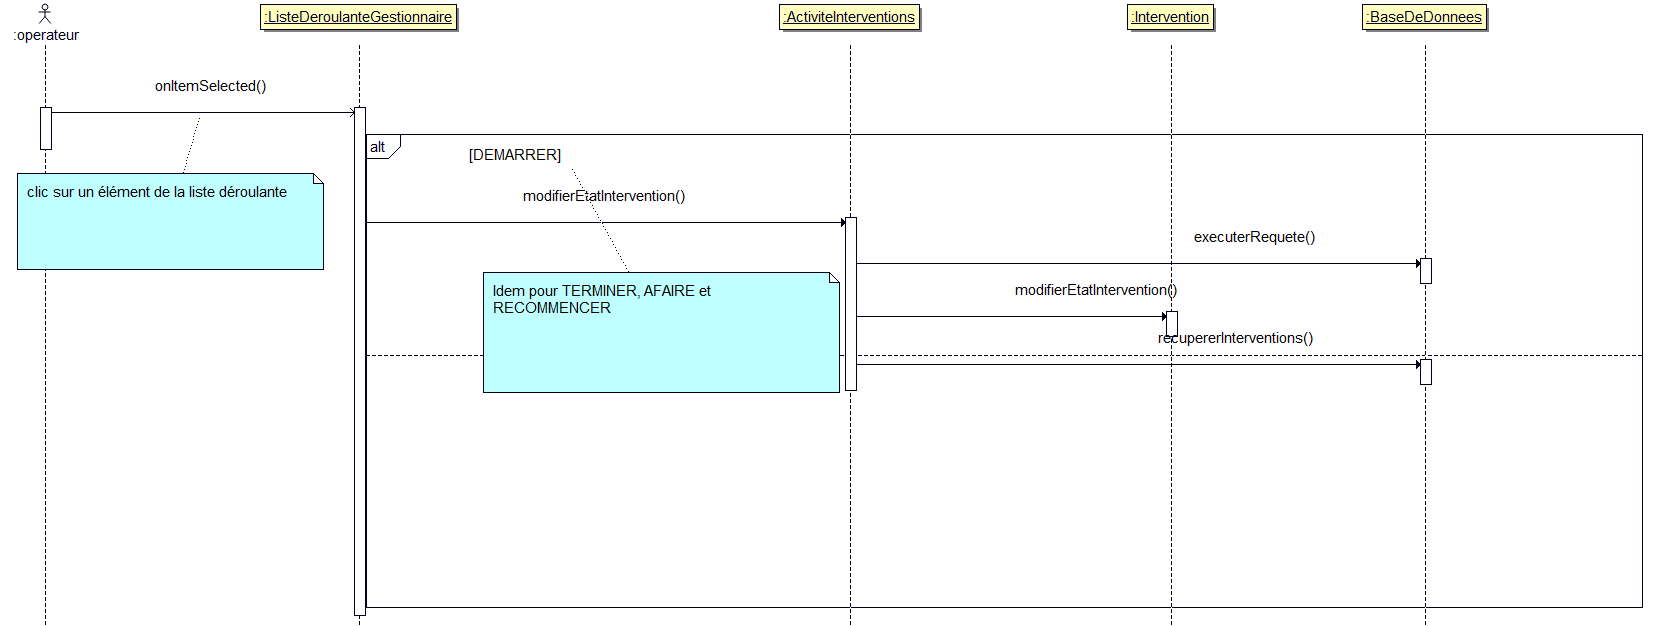 :operateur
:ListeDeroulanteGestionnaire
:ActiviteInterventions
:Intervention
:BaseDeDonnees
onItemSelected()
alt
[DEMARRER]
clic sur un élément de la liste déroulante
modifierEtatIntervention()
executerRequete()
Idem pour TERMINER, AFAIRE et
RECOMMENCER
modifierEtatIntervention()
recupererInterventions()